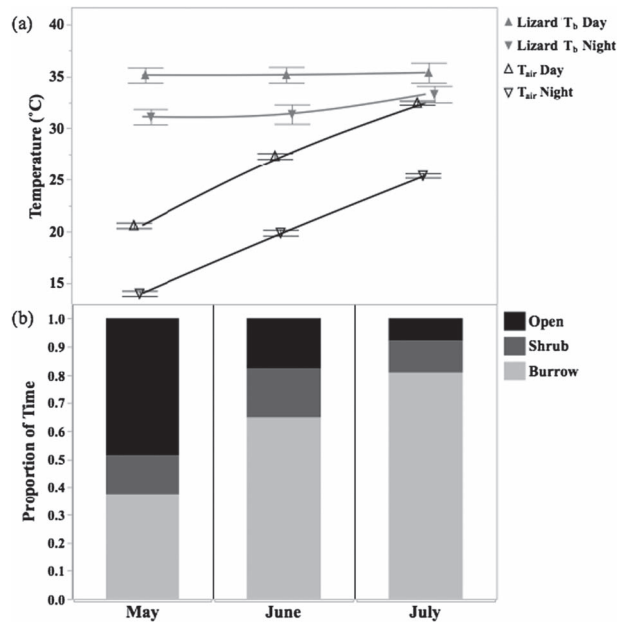 (a)
40
35
30
25
20
15
Temperature (°C)
Lizard Tb Day
Lizard Tb Night
Tair Day
Tair Night
(b)
1.0
0.9
0.8
0.7
0.6
0.5
0.4
0.3
0.2
0.1
0.0
Proportion of Time
Open
Shrub
Burrow
May June July